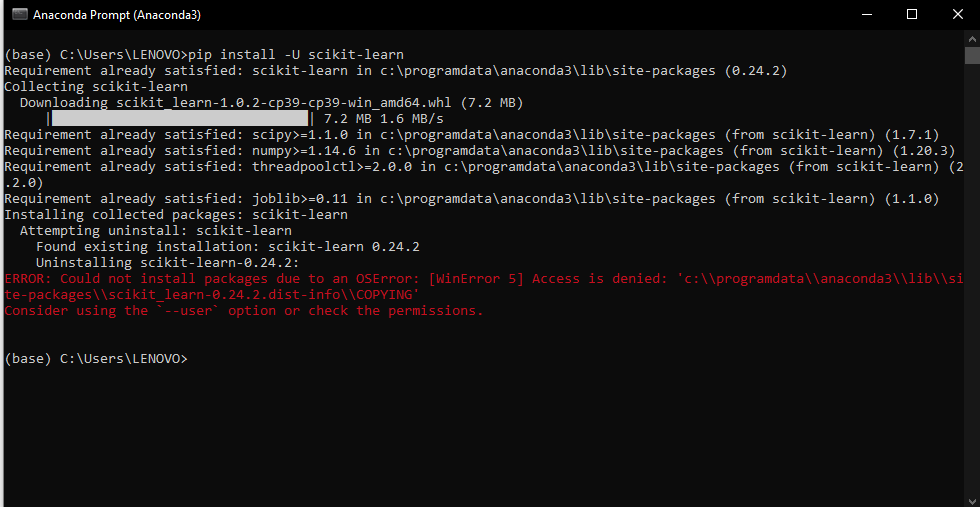 Anaconda Prompt (Anaconda3)
(base) C:\Users\LENOVO>pip install -U scikit-learn
Requirement already satisfied: scikit-learn in c:\programdata\anaconda3\lib\site-packages (0.24.2)
Collecting scikit-learn
  Downloading scikit_learn-1.0.2-cp39-cp39-win_amd64.whl (7.2 MB)
     |████████████████████████████████| 7.2 MB 1.6 MB/s
Requirement already satisfied: scipy>=1.1.0 in c:\programdata\anaconda3\lib\site-packages (from scikit-learn) (1.7.1)
Requirement already satisfied: numpy>=1.14.6 in c:\programdata\anaconda3\lib\site-packages (from scikit-learn) (1.20.3)
Requirement already satisfied: threadpoolctl>=2.0.0 in c:\programdata\anaconda3\lib\site-packages (from scikit-learn) (2
.2.0)
Requirement already satisfied: joblib>=0.11 in c:\programdata\anaconda3\lib\site-packages (from scikit-learn) (1.1.0)
Installing collected packages: scikit-learn
  Attempting uninstall: scikit-learn
    Found existing installation: scikit-learn 0.24.2
    Uninstalling scikit-learn-0.24.2:
ERROR: Could not install packages due to an OSError: [WinError 5] Access is denied: 'c:\\programdata\\anaconda3\\lib\\si
te-packages\\scikit_learn-0.24.2.dist-info\\COPYING'
Consider using the `--user` option or check the permissions.
(base) C:\Users\LENOVO>